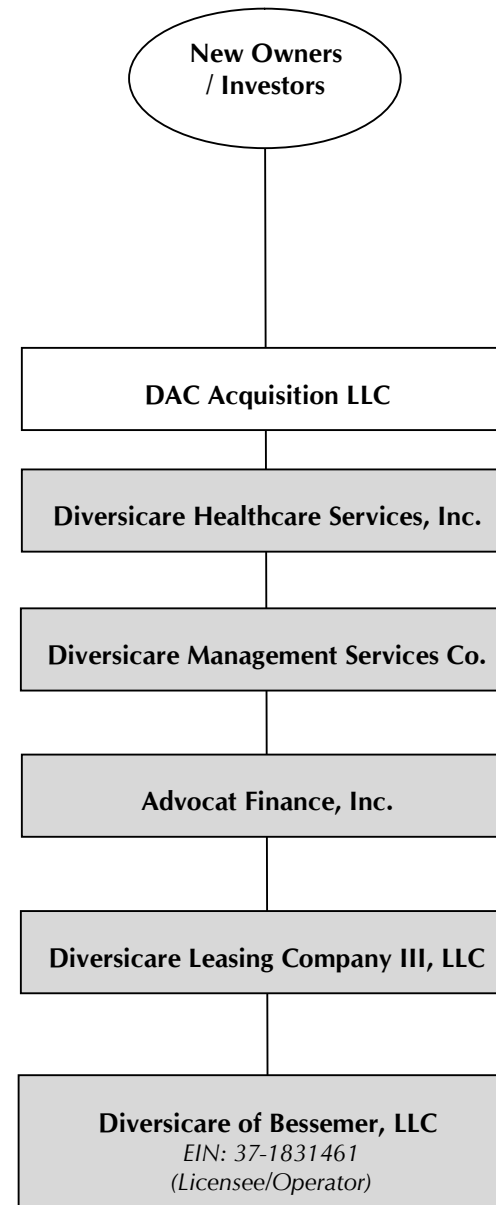 New Owners
/ Investors
DAC Acquisition LLC
Diversicare Healthcare Services, Inc.
Diversicare Management Services Co.
Advocat Finance, Inc.
Diversicare Leasing Company III, LLC
Diversicare of Bessemer, LLC
EIN: 37-1831461
(Licensee/Operator)